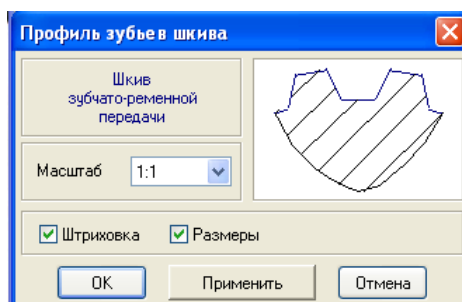 Профиль зубьев шкива
Шкив
зубчато-ременной
передачи
Масштаб 1:1
Штриховка Размеры
OK Применить Отмена